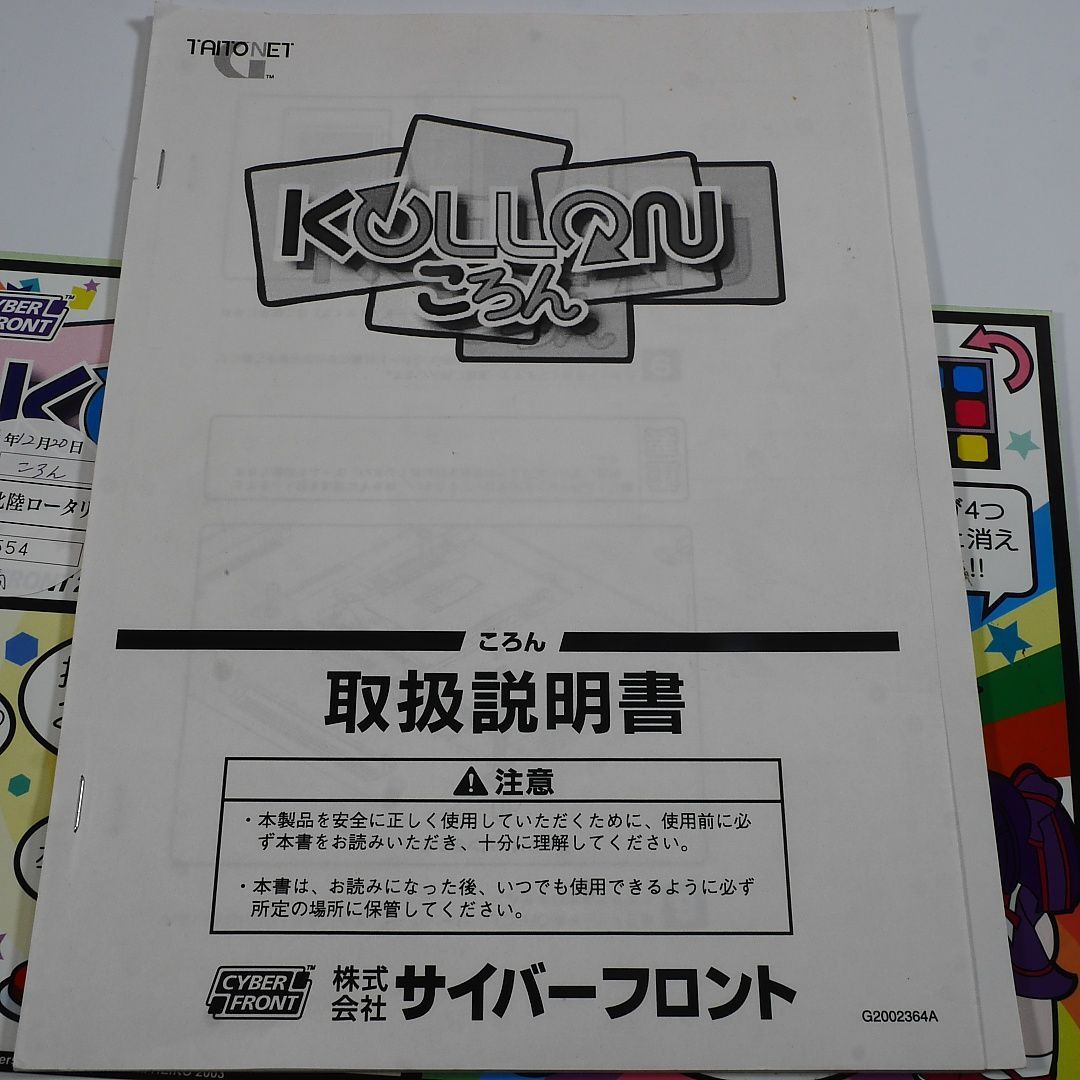 TAITO NET
G™
KOLLON
ころん
ころん
取扱説明書
⚠注意
・本製品を安全に正しく使用していただくために、使用前に必
ず本書をお読みいただき、十分に理解してください。
・本書は、お読みになった後、いつでも使用できるように必ず
所定の場所に保管してください。
CYBER
FRONT™
株式
会社
サイバーフロント
G2002364A
CYBER™
FRONT
K
年12月20日
ころん
北陸ロータリ
554
4つ
消え
!!
2003